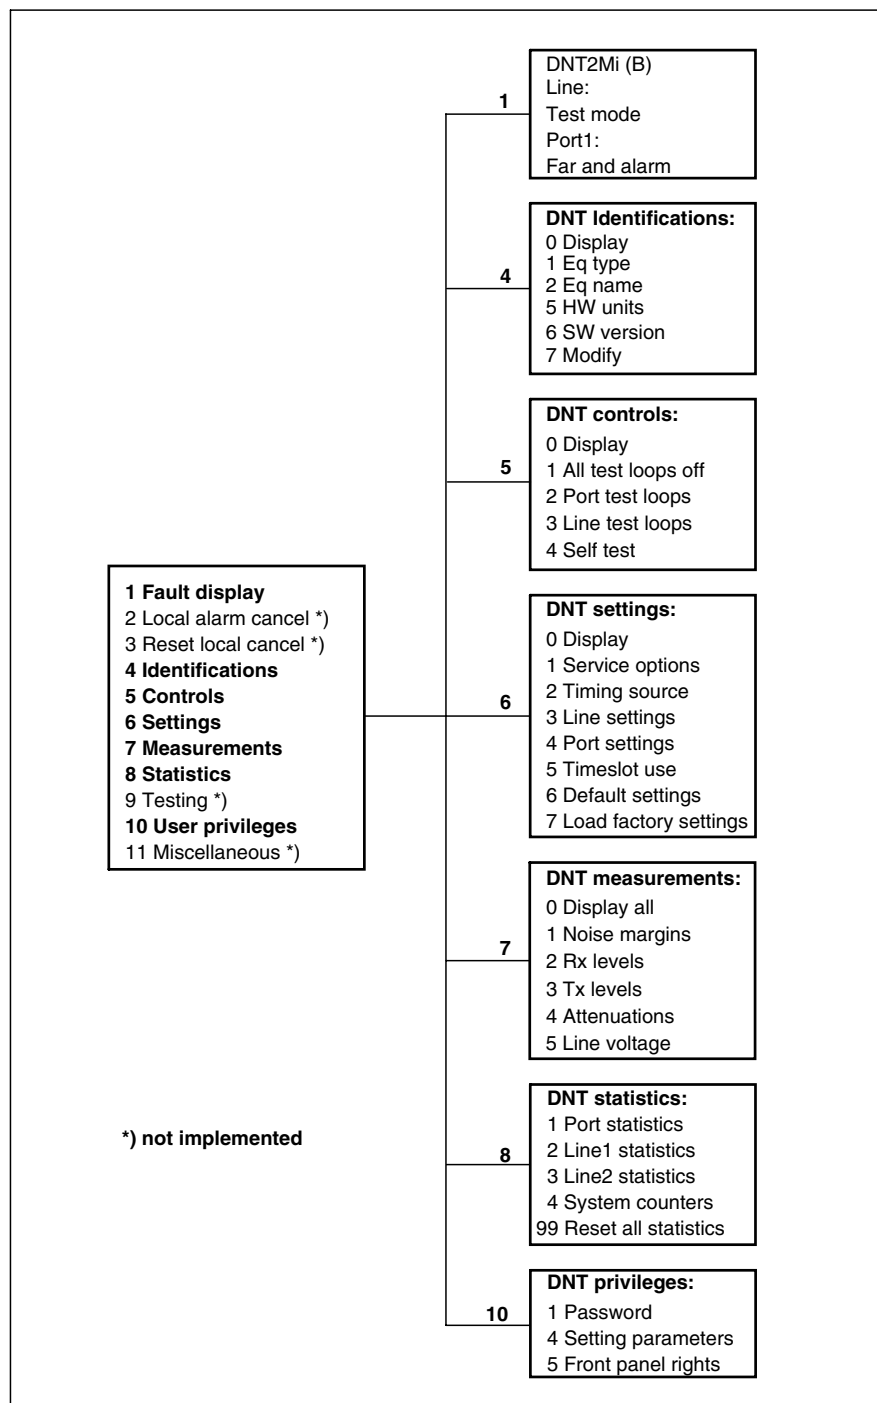 1
DNT2Mi (B)
Line:
Test mode
Port1:
Far and alarm
4
DNT Identifications:
0 Display
1 Eq type
2 Eq name
5 HW units
6 SW version
7 Modify
5
DNT controls:
0 Display
1 All test loops off
2 Port test loops
3 Line test loops
4 Self test
1 Fault display
2 Local alarm cancel *)
3 Reset local cancel *)
4 Identifications
5 Controls
6 Settings
7 Measurements
8 Statistics
9 Testing *)
10 User privileges
11 Miscellaneous *)
6
DNT settings:
0 Display
1 Service options
2 Timing source
3 Line settings
4 Port settings
5 Timeslot use
6 Default settings
7 Load factory settings
7
DNT measurements:
0 Display all
1 Noise margins
2 Rx levels
3 Tx levels
4 Attenuations
5 Line voltage
*) not implemented
8
DNT statistics:
1 Port statistics
2 Line1 statistics
3 Line2 statistics
4 System counters
99 Reset all statistics
10
DNT privileges:
1 Password
4 Setting parameters
5 Front panel rights